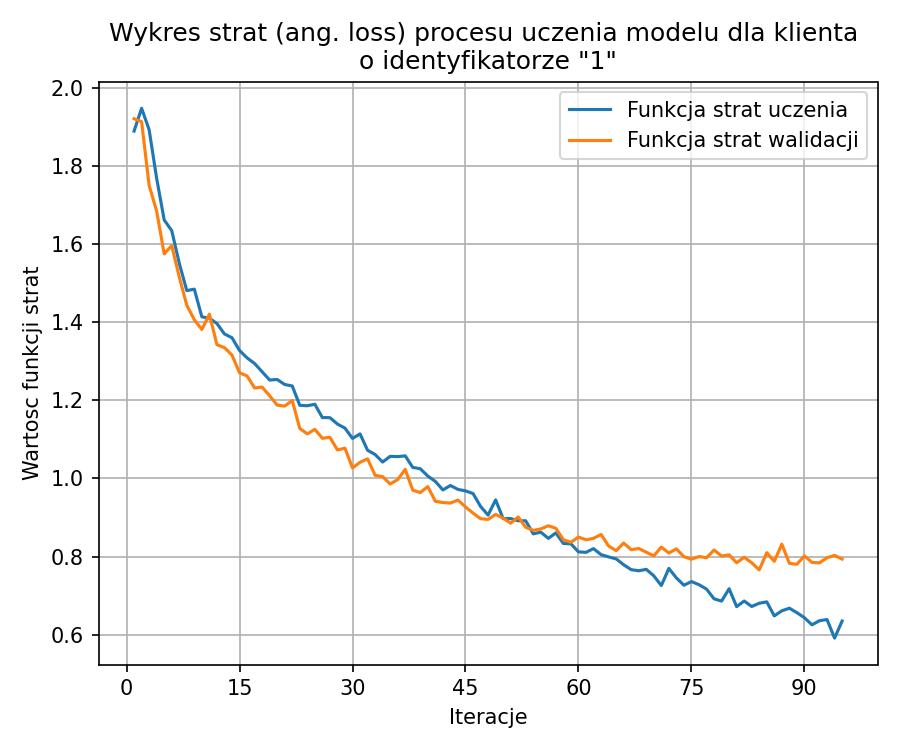 Wykres strat (ang. loss) procesu uczenia modelu dla klienta
o identyfikatorze "1"
Funkcja strat uczenia
Funkcja strat walidacji
Wartosc funkcji strat
2.0
1.8
1.6
1.4
1.2
1.0
0.8
0.6
0 15 30 45 60 75 90
Iteracje